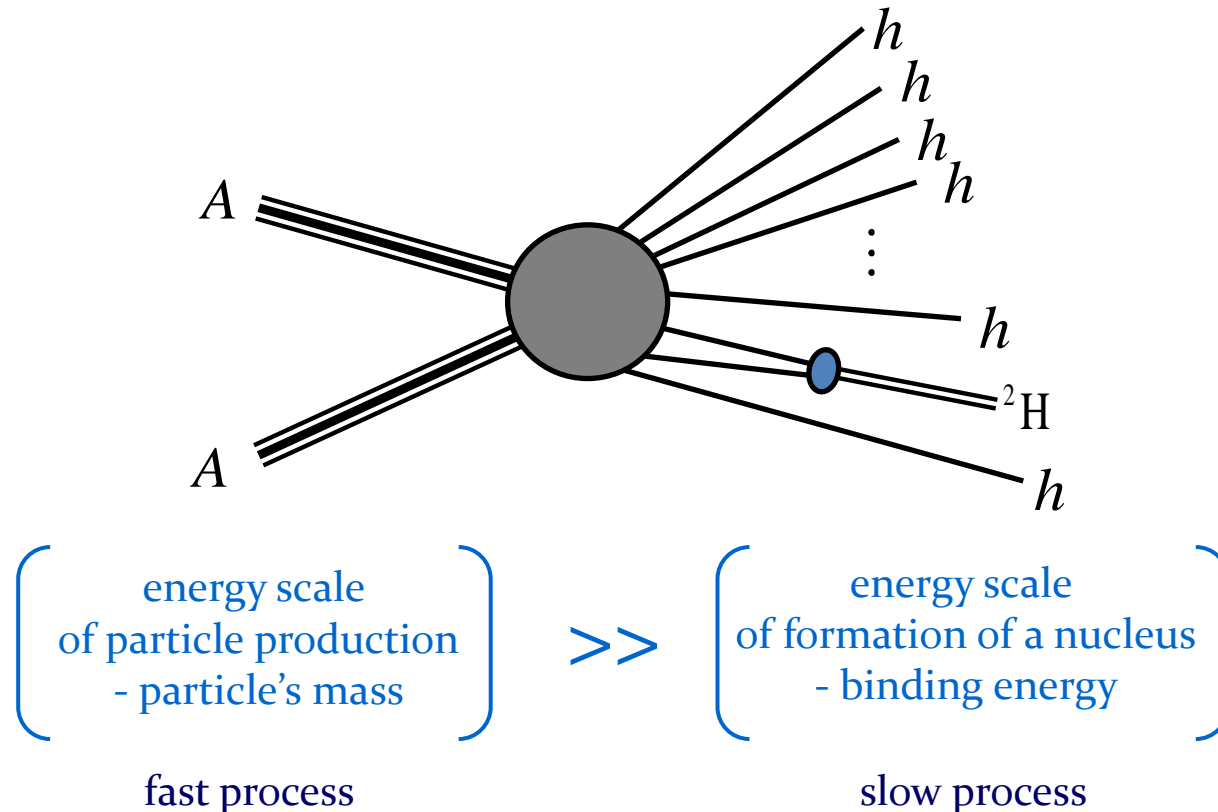 h
h
h
h
A
⋮
h
²H
A
h
energy scale
of particle production
- particle's mass
>>
energy scale
of formation of a nucleus
- binding energy
fast process
slow process